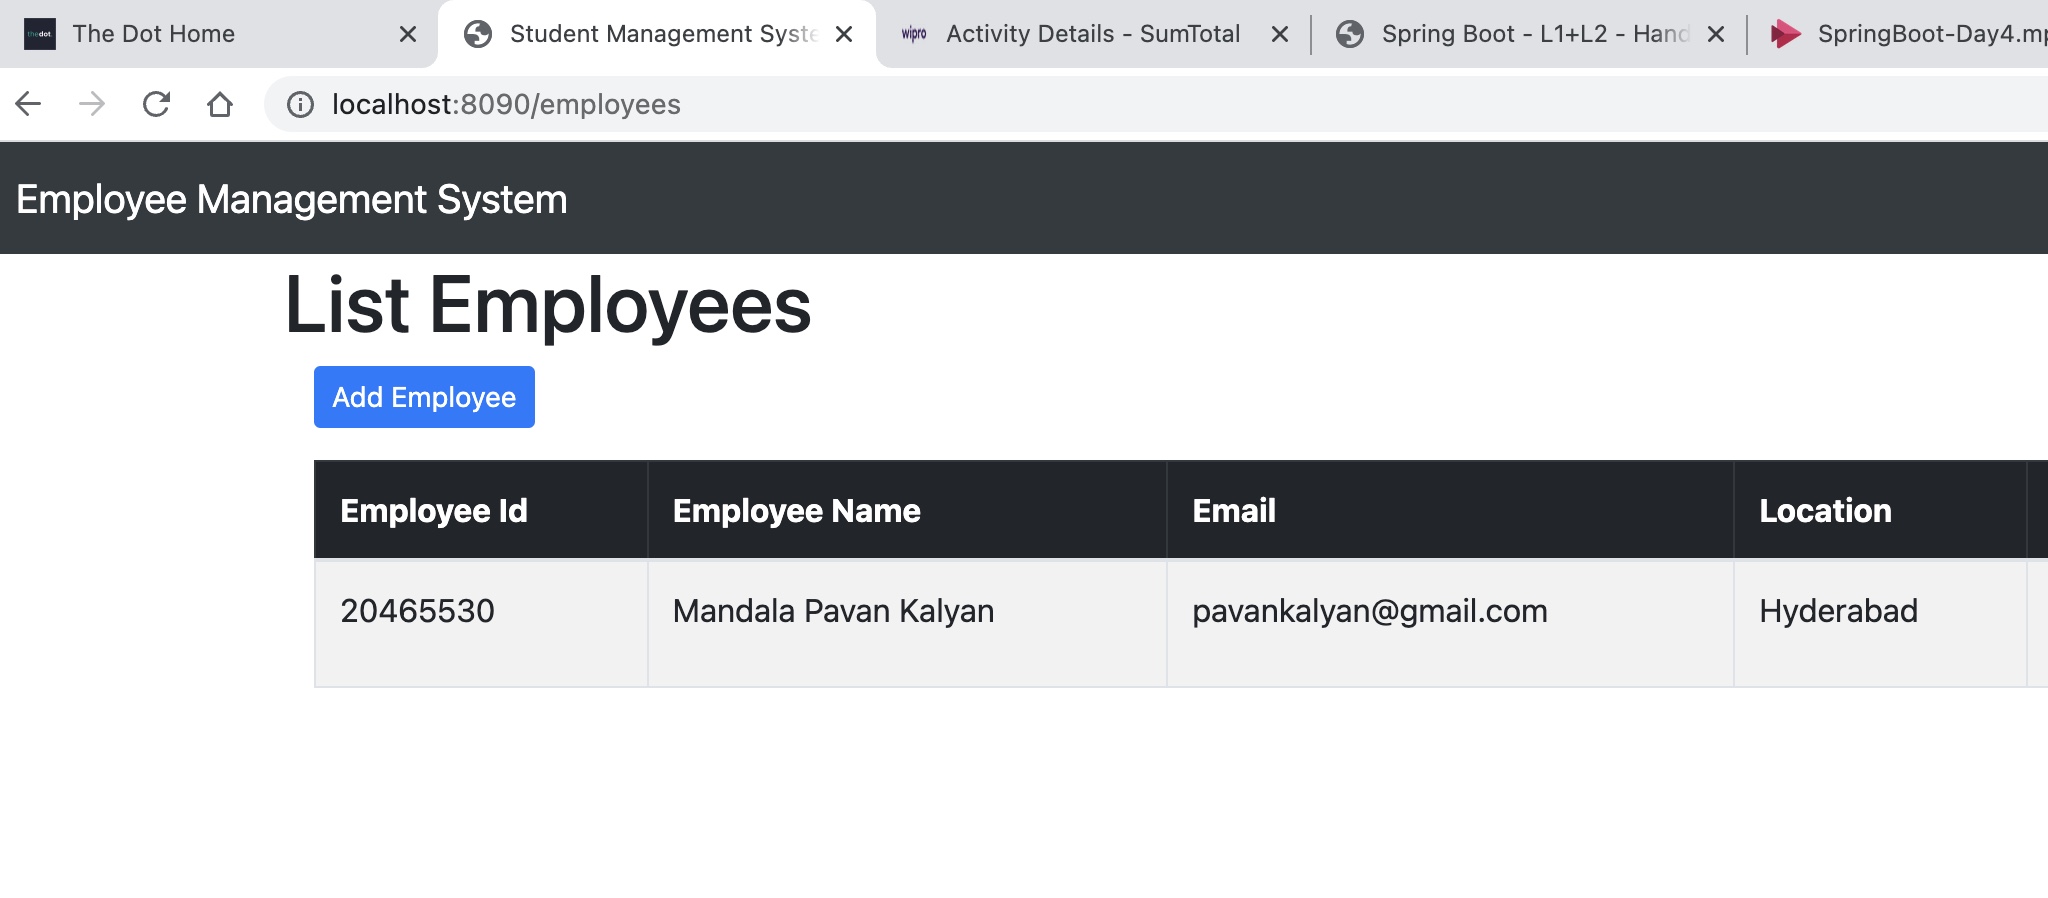 thedot. The Dot Home Student Management Syste wipro Activity Details - SumTotal Spring Boot - L1+L2 - Hand SpringBoot-Day4.mp
localhost:8090/employees
Employee Management System
List Employees
Add Employee
Employee Id Employee Name Email Location
20465530 Mandala Pavan Kalyan pavankalyan@gmail.com Hyderabad